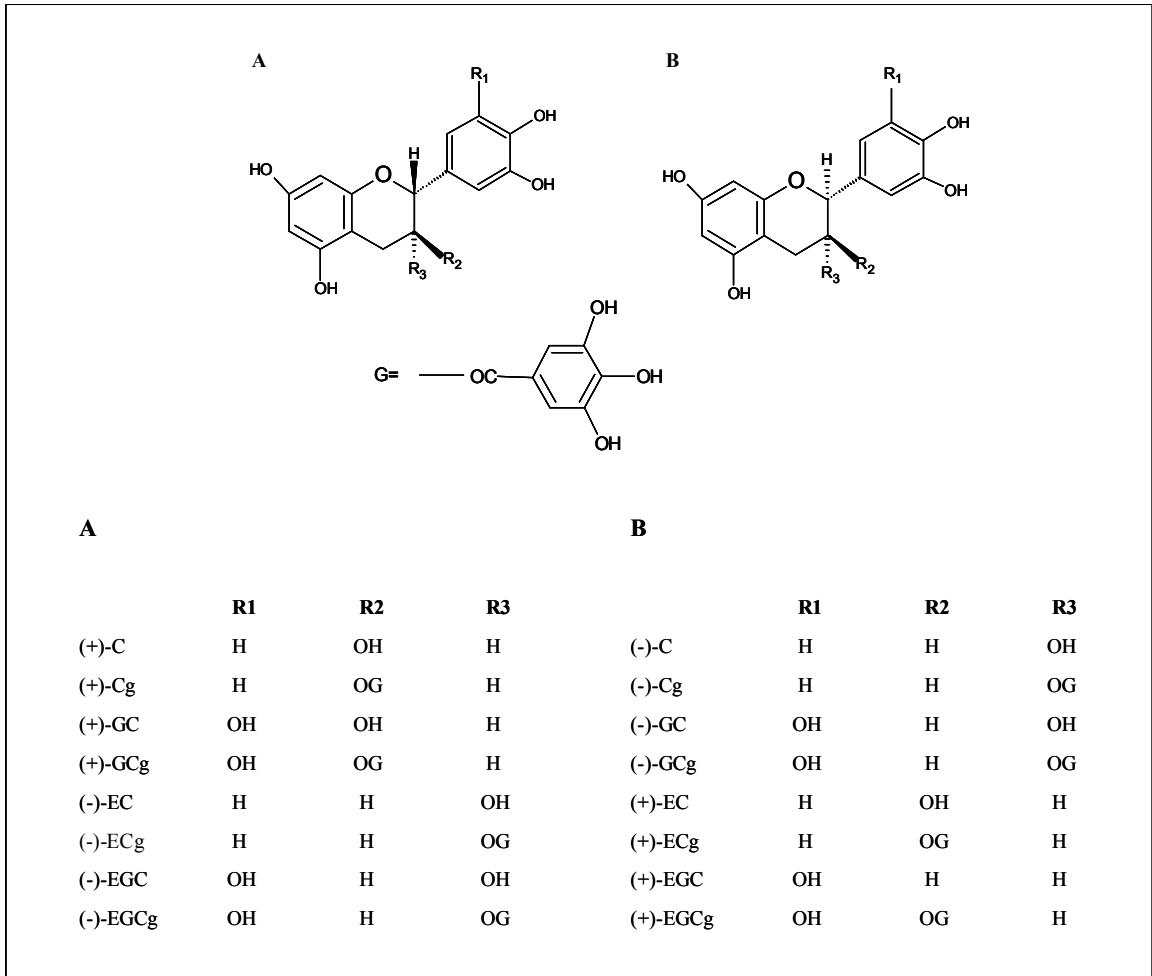 A B
R1 R1
OH OH
H H
HO O OH HO O OH
R2 R2
R3 R3
OH OH
OH
G= OC OH
OH
A B
R1 R2 R3 R1 R2 R3
(+)-C H OH H (-)-C H H OH
(+)-Cg H OG H (-)-Cg H H OG
(+)-GC OH OH H (-)-GC OH H OH
(+)-GCg OH OG H (-)-GCg OH H OG
(-)-EC H H OH (+)-EC H OH H
(-)-ECg H H OG (+)-ECg H OG H
(-)-EGC OH H OH (+)-EGC OH H H
(-)-EGCg OH H OG (+)-EGCg OH OG H